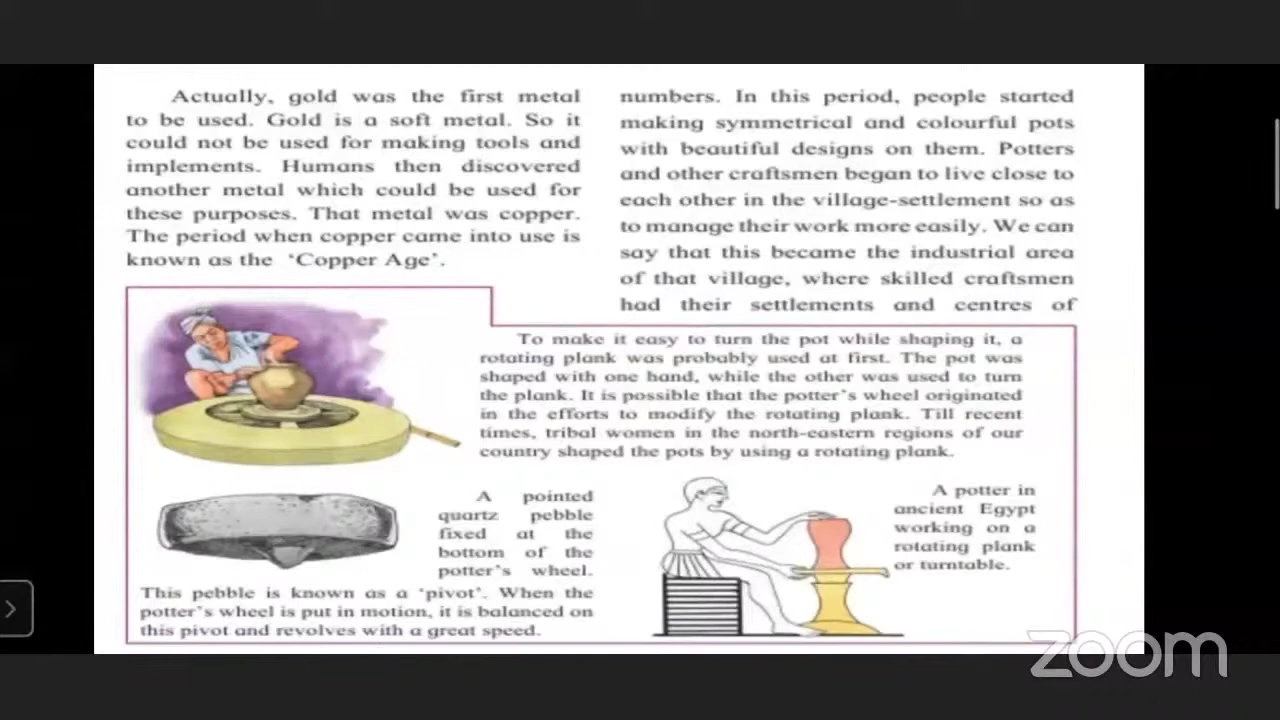 Actually, gold was the first metal
to be used. Gold is a soft metal. So it
could not be used for making tools and
implements. Humans then discovered
another metal which could be used for
these purposes. That metal was copper.
The period when copper came into use is
known as the ‘Copper Age’.
numbers. In this period, people started
making symmetrical and colourful pots
with beautiful designs on them. Potters
and other craftsmen began to live close to
each other in the village-settlement so as
to manage their work more easily. We can
say that this became the industrial area
of that village, where skilled craftsmen
had their settlements and centres of
To make it easy to turn the pot while shaping it, a
rotating plank was probably used at first. The pot was
shaped with one hand, while the other was used to turn
the plank. It is possible that the potter’s wheel originated
in the efforts to modify the rotating plank. Till recent
times, tribal women in the north-eastern regions of our
country shaped the pots by using a rotating plank.
A pointed
quartz pebble
fixed at the
bottom of the
potter’s wheel.
This pebble is known as a ‘pivot’. When the
potter’s wheel is put in motion, it is balanced on
this pivot and revolves with a great speed.
A potter in
ancient Egypt
working on a
rotating plank
or turntable.
zoom